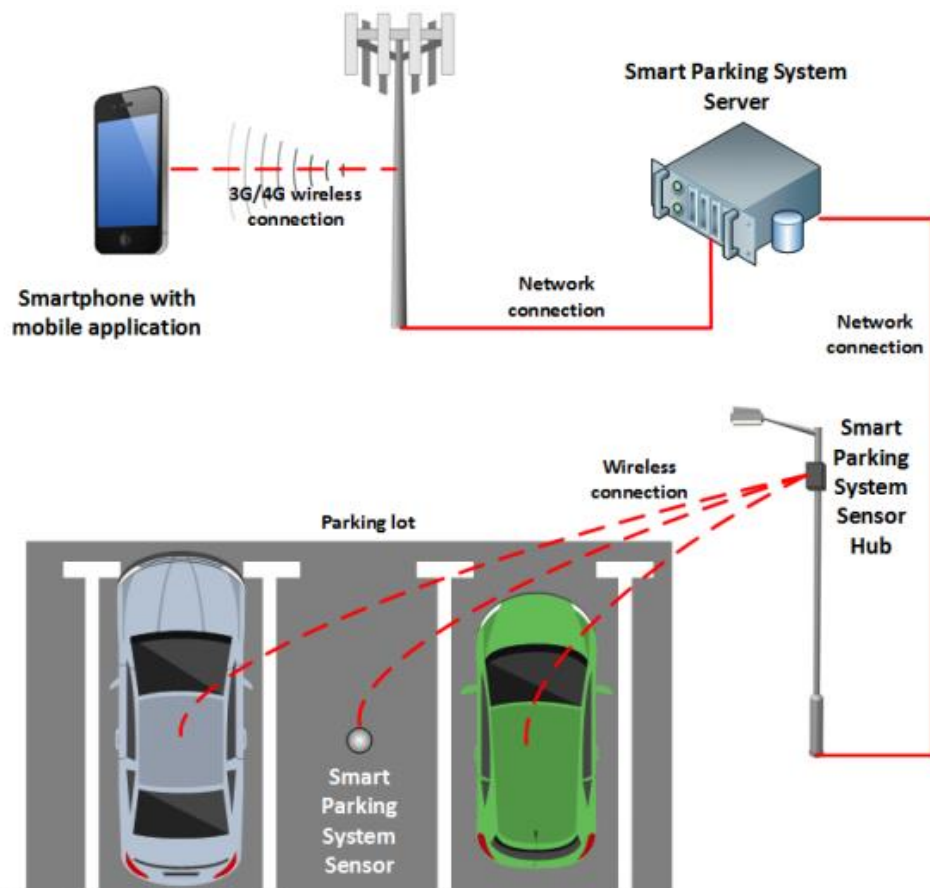 Smart Parking System
Server
3G/4G wireless
connection
Smartphone with
mobile application
Network
connection
Network
connection
Smart
Parking
System
Sensor
Hub
Wireless
connection
Parking lot
Smart
Parking
System
Sensor